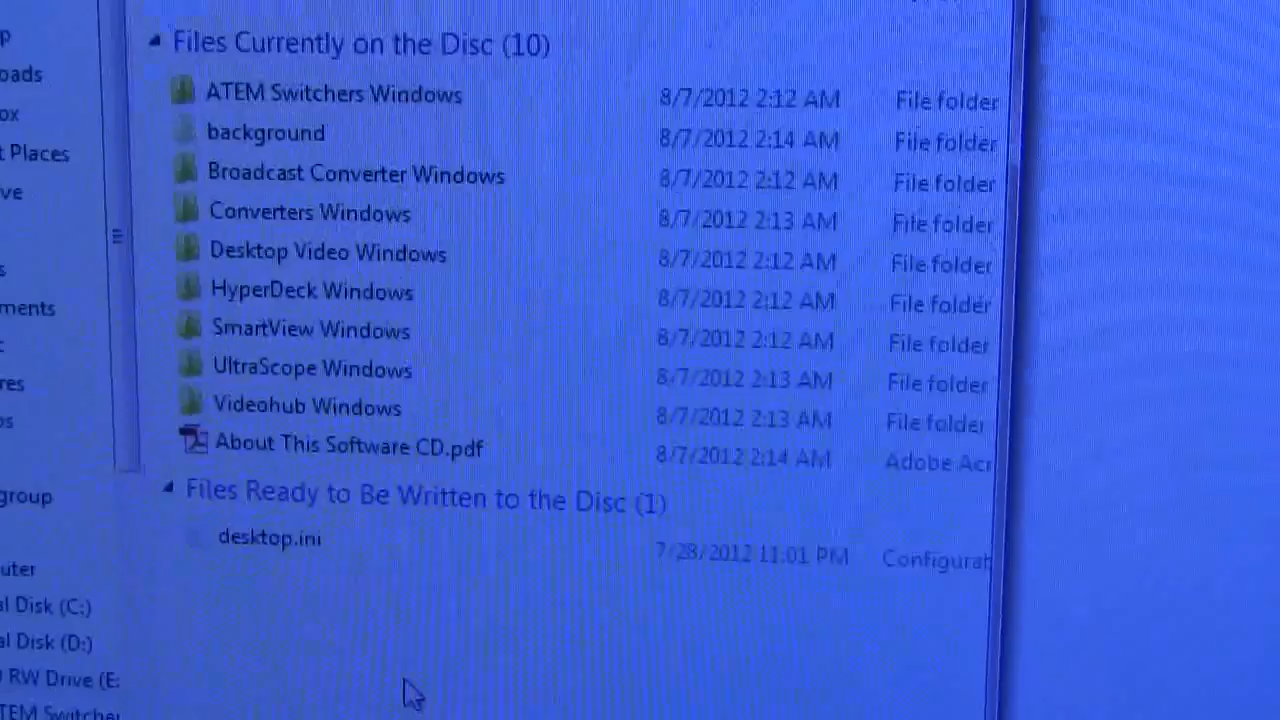 p
oads
ox
t Places
ve
s
ments
c
res
os
group
uter
al Disk (C:)
al Disk (D:)
RW Drive (E:
TEM Switche
Files Currently on the Disc (10)
ATEM Switchers Windows 8/7/2012 2:12 AM File folder
background 8/7/2012 2:14 AM File folder
Broadcast Converter Windows 8/7/2012 2:12 AM File folder
Converters Windows 8/7/2012 2:13 AM File folder
Desktop Video Windows 8/7/2012 2:12 AM File folder
HyperDeck Windows 8/7/2012 2:12 AM File folder
SmartView Windows 8/7/2012 2:12 AM File folder
UltraScope Windows 8/7/2012 2:13 AM File folder
Videohub Windows 8/7/2012 2:13 AM File folder
About This Software CD.pdf 8/7/2012 2:14 AM Adobe Acr
Files Ready to Be Written to the Disc (1)
desktop.ini 7/28/2012 11:01 PM Configurat